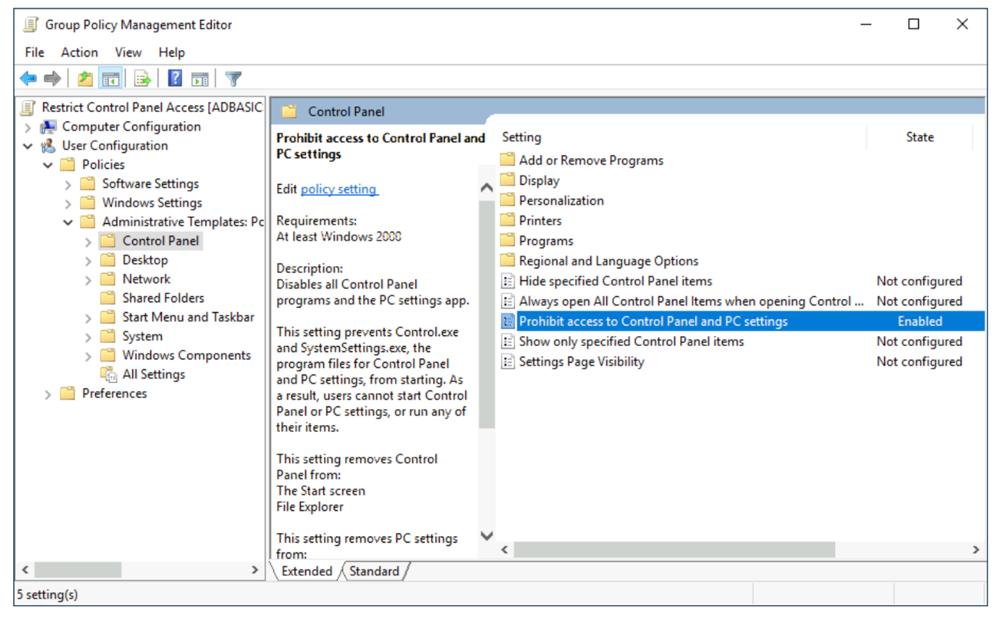 Group Policy Management Editor
File Action View Help
Restrict Control Panel Access [ADBASIC
Computer Configuration
User Configuration
Policies
Software Settings
Windows Settings
Administrative Templates: Pc
Control Panel
Desktop
Network
Shared Folders
Start Menu and Taskbar
System
Windows Components
All Settings
Preferences
Control Panel
Prohibit access to Control Panel and
PC settings
Edit policy setting
Requirements:
At least Windows 2000
Description:
Disables all Control Panel
programs and the PC settings app.
This setting prevents Control.exe
and SystemSettings.exe, the
program files for Control Panel
and PC settings, from starting. As
a result, users cannot start Control
Panel or PC settings, or run any of
their items.
This setting removes Control
Panel from:
The Start screen
File Explorer
This setting removes PC settings
from:
Setting State
Add or Remove Programs
Display
Personalization
Printers
Programs
Regional and Language Options
Hide specified Control Panel items Not configured
Always open All Control Panel Items when opening Control ... Not configured
Prohibit access to Control Panel and PC settings Enabled
Show only specified Control Panel items Not configured
Settings Page Visibility Not configured
Extended Standard
5 setting(s)